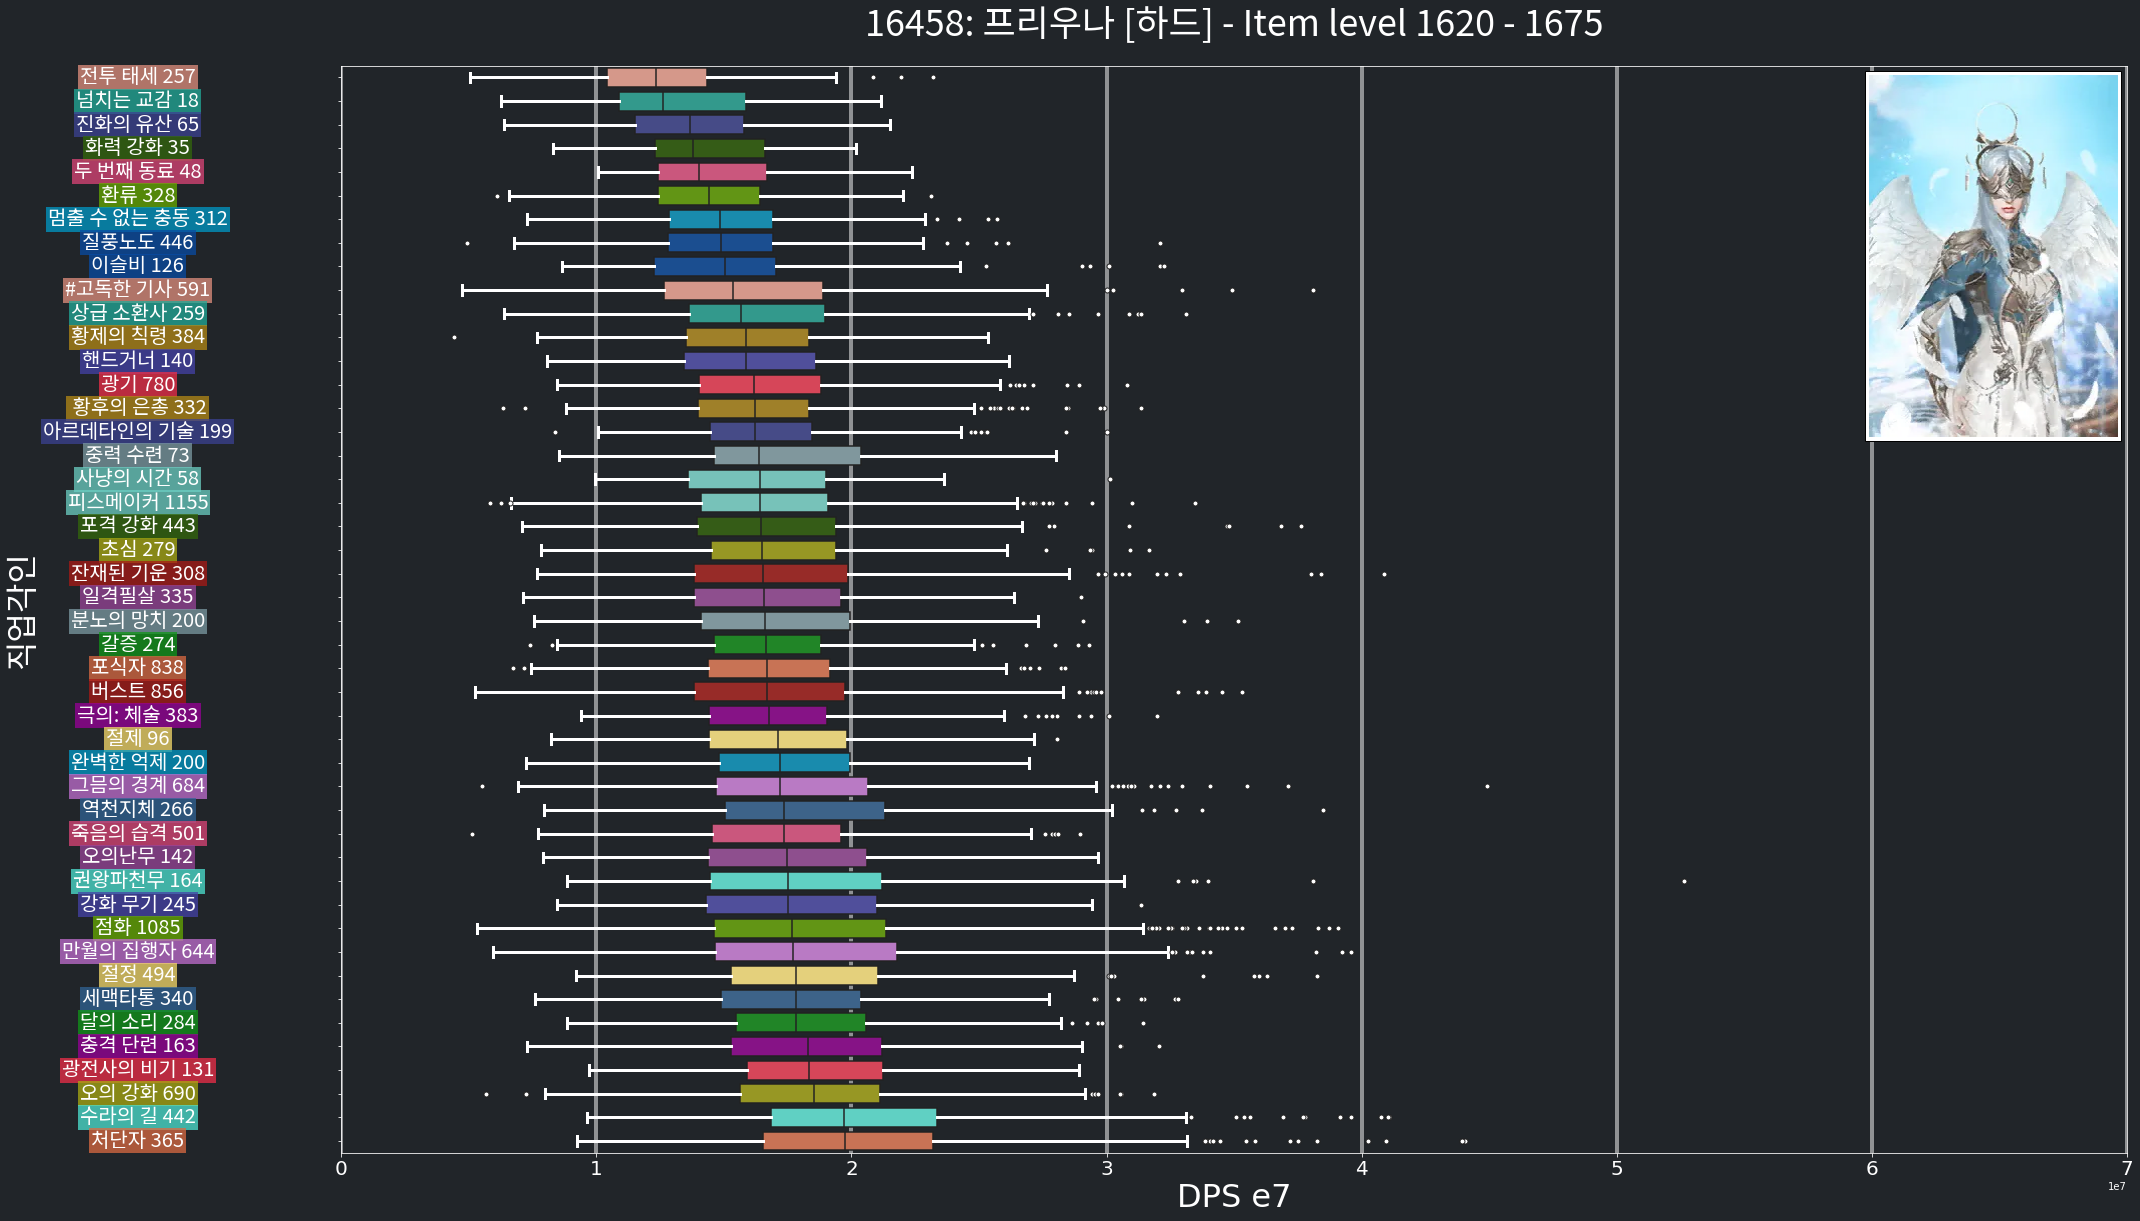 16458: 프리우나 [하드] - Item level 1620 - 1675
직업각인
전투 태세 257
넘치는 교감 18
진화의 유산 65
화력 강화 35
두 번째 동료 48
환류 328
멈출 수 없는 충동 312
질풍노도 446
이슬비 126
#고독한 기사 591
상급 소환사 259
황제의 칙령 384
핸드거너 140
광기 780
황후의 은총 332
아르데타인의 기술 199
중력 수련 73
사냥의 시간 58
피스메이커 1155
포격 강화 443
초심 279
잔재된 기운 308
일격필살 335
분노의 망치 200
갈증 274
포식자 838
버스트 856
극의: 체술 383
절제 96
완벽한 억제 200
그믐의 경계 684
역천지체 266
죽음의 습격 501
오의난무 142
권왕파천무 164
강화 무기 245
점화 1085
만월의 집행자 644
절정 494
세맥타통 340
달의 소리 284
충격 단련 163
광전사의 비기 131
오의 강화 690
수라의 길 442
처단자 365
0 1 2 3 4 5 6 7
1e7
DPS e7